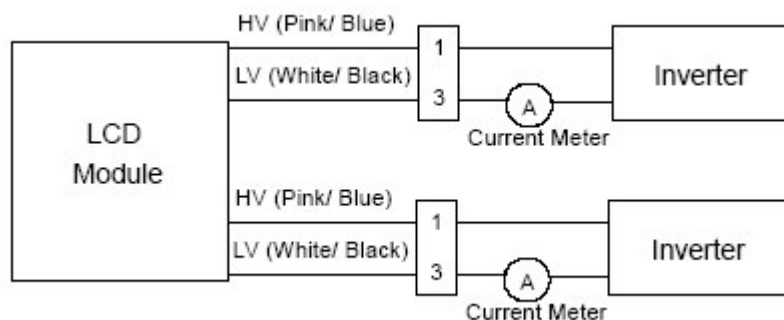 HV (Pink/ Blue)
1
LV (White/ Black)
3
A
Current Meter
Inverter
LCD
Module
HV (Pink/ Blue)
1
LV (White/ Black)
3
A
Current Meter
Inverter